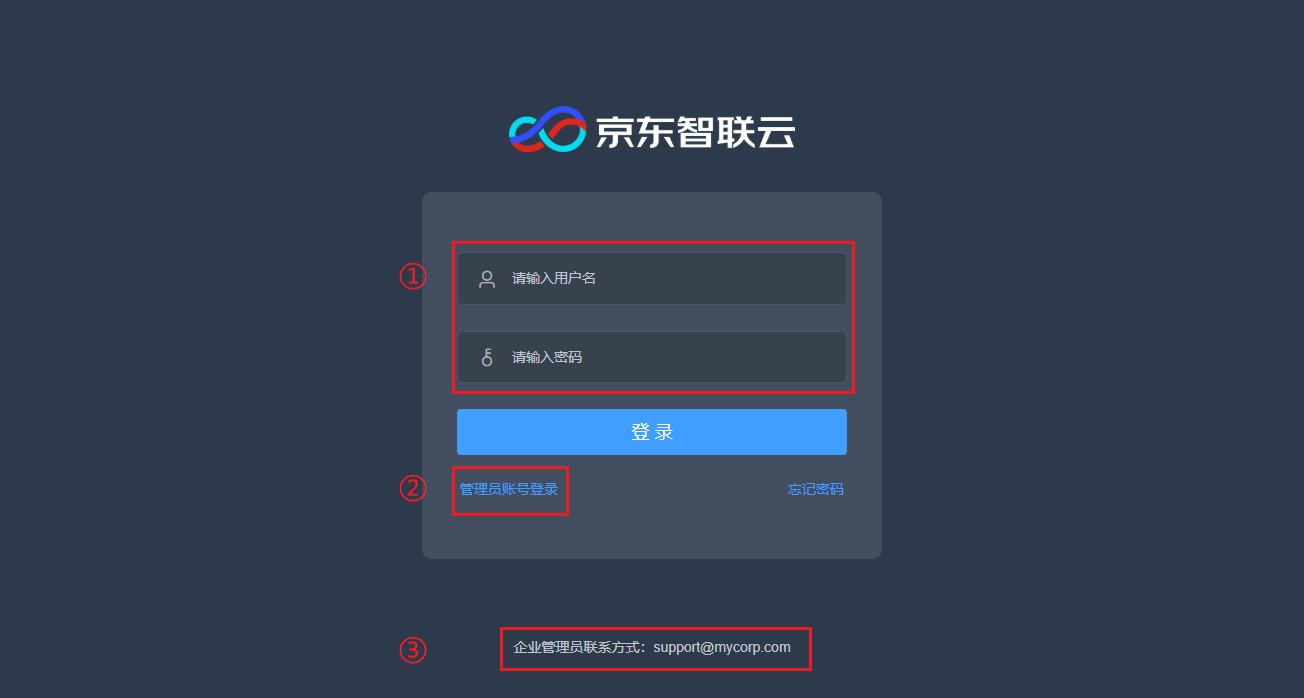 京东智联云
①
请输入用户名
请输入密码
登录
②
管理员账号登录 忘记密码
③
企业管理员联系方式：support@mycorp.com